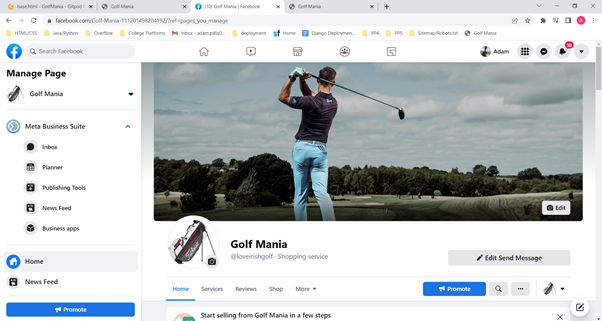 base.html - GolfMania - Gitpod
Golf Mania
(10) Golf Mania | Facebook
Golf Mania
facebook.com/Golf-Mania-111201498284192/?ref=pages_you_manage
HTML/CSS
Java/Python
Overflow
College Platforms
Inbox - adam.pills0...
deployment
Home
Django Deploymen...
PP4
PP5
Sitemap/Robots.txt
Golf Mania
Search Facebook
Adam
10
Manage Page
Golf Mania
Meta Business Suite
Inbox
Planner
Publishing Tools
News Feed
Business apps
Home
News Feed
Promote
Edit
Golf Mania
@loveirishgolf · Shopping service
Edit Send Message
Home Services Reviews Shop More
Promote
Start selling from Golf Mania in a few steps